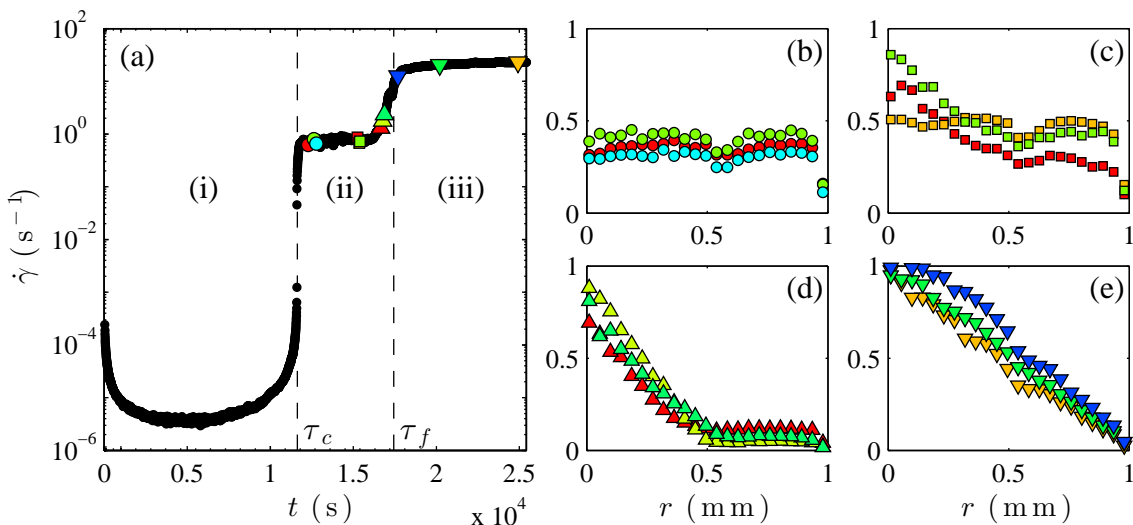 (a)
10^2
10^0
10^{-2}
10^{-4}
10^{-6}
γ̇ (s^{-1})
(i)
(ii)
(iii)
τ_c
τ_f
0
0.5
1
1.5
2
2.5
t (s)
x 10^4
(b)
1
0.5
0
0
0.5
1
(c)
1
0.5
0
0
0.5
1
(d)
1
0.5
0
0
0.5
1
r (mm)
(e)
1
0.5
0
0
0.5
1
r (mm)